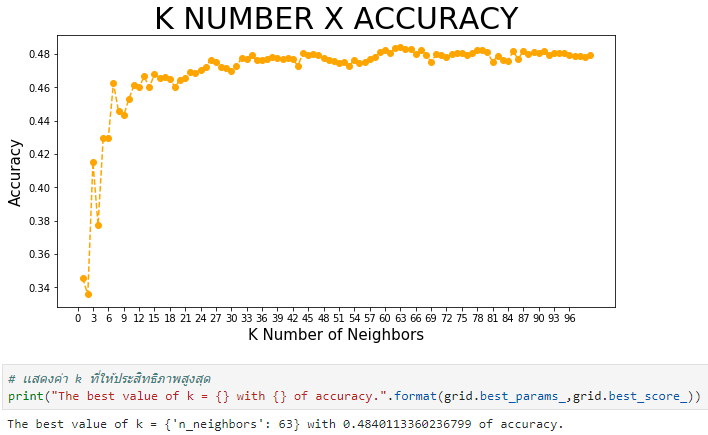 K NUMBER X ACCURACY
0.48
0.46
0.44
0.42
0.40
0.38
0.36
0.34
Accuracy
0 3 6 9 12 15 18 21 24 27 30 33 36 39 42 45 48 51 54 57 60 63 66 69 72 75 78 81 84 87 90 93 96
K Number of Neighbors
# แสดงค่า k ที่ให้ประสิทธิภาพสูงสุด
print("The best value of k = {} with {} of accuracy.".format(grid.best_params_,grid.best_score_))
The best value of k = {'n_neighbors': 63} with 0.4840113360236799 of accuracy.